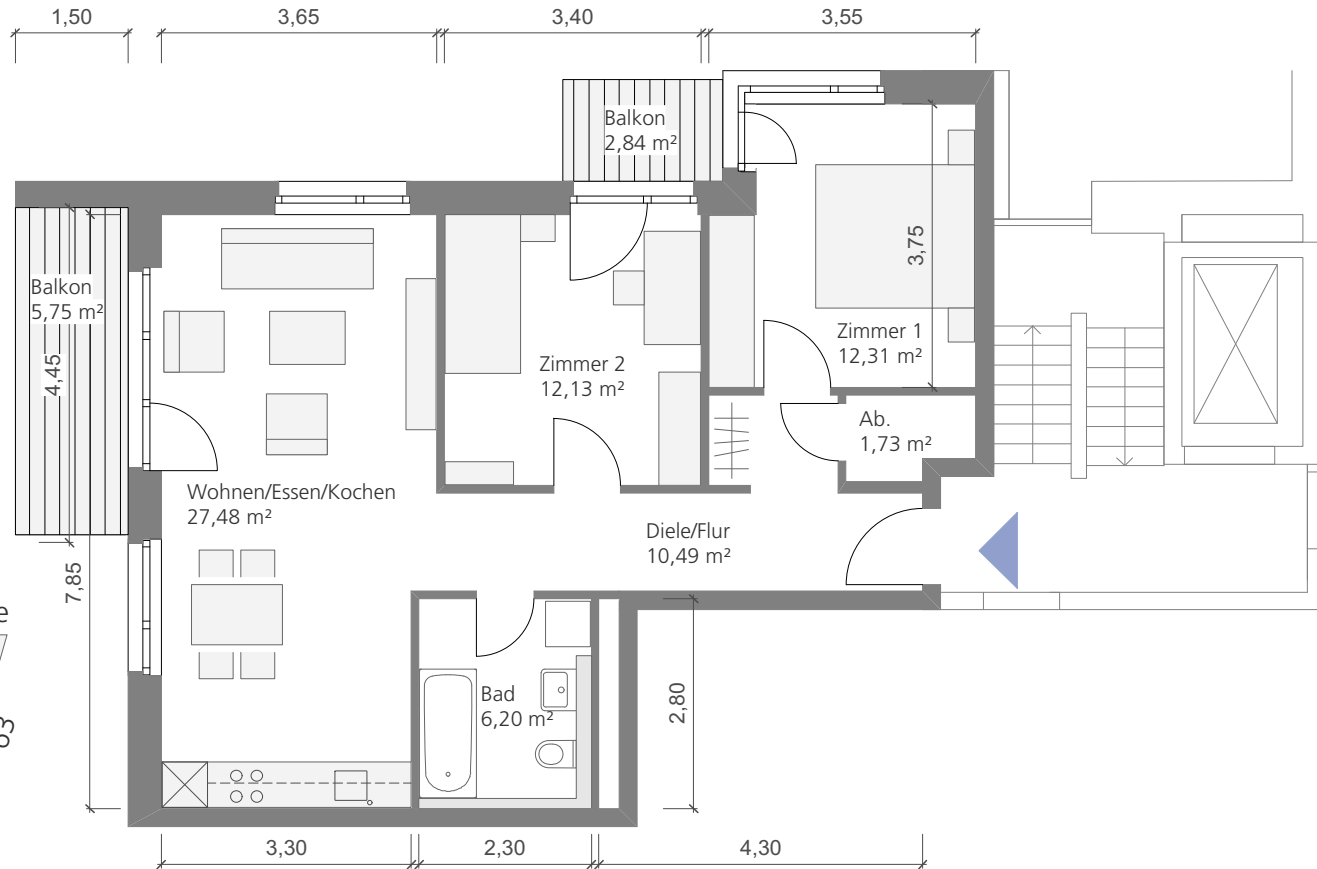 1,50
3,65
3,40
3,55
Balkon
2,84 m²
3,75
Balkon
5,75 m²
4,45
Zimmer 1
12,31 m²
Zimmer 2
12,13 m²
Ab.
1,73 m²
Wohnen/Essen/Kochen
27,48 m²
Diele/Flur
10,49 m²
7,85
Bad
6,20 m²
2,80
3,30
2,30
4,30